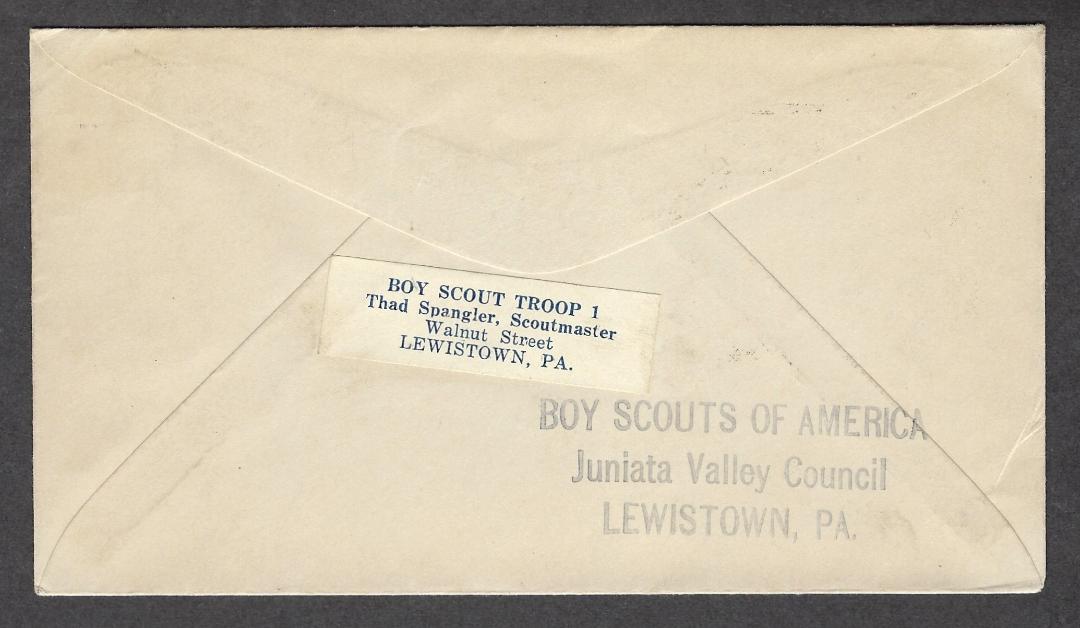 BOY SCOUT TROOP 1
Thad Spangler, Scoutmaster
Walnut Street
LEWISTOWN, PA.
BOY SCOUTS OF AMERICA
Juniata Valley Council
LEWISTOWN, PA.